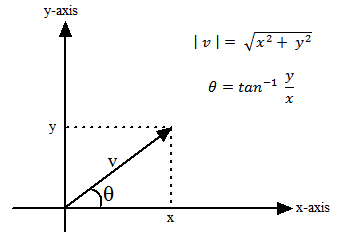 y-axis
| v | = √x² + y²
θ = tan⁻¹ y/x
y
v
θ
x
x-axis